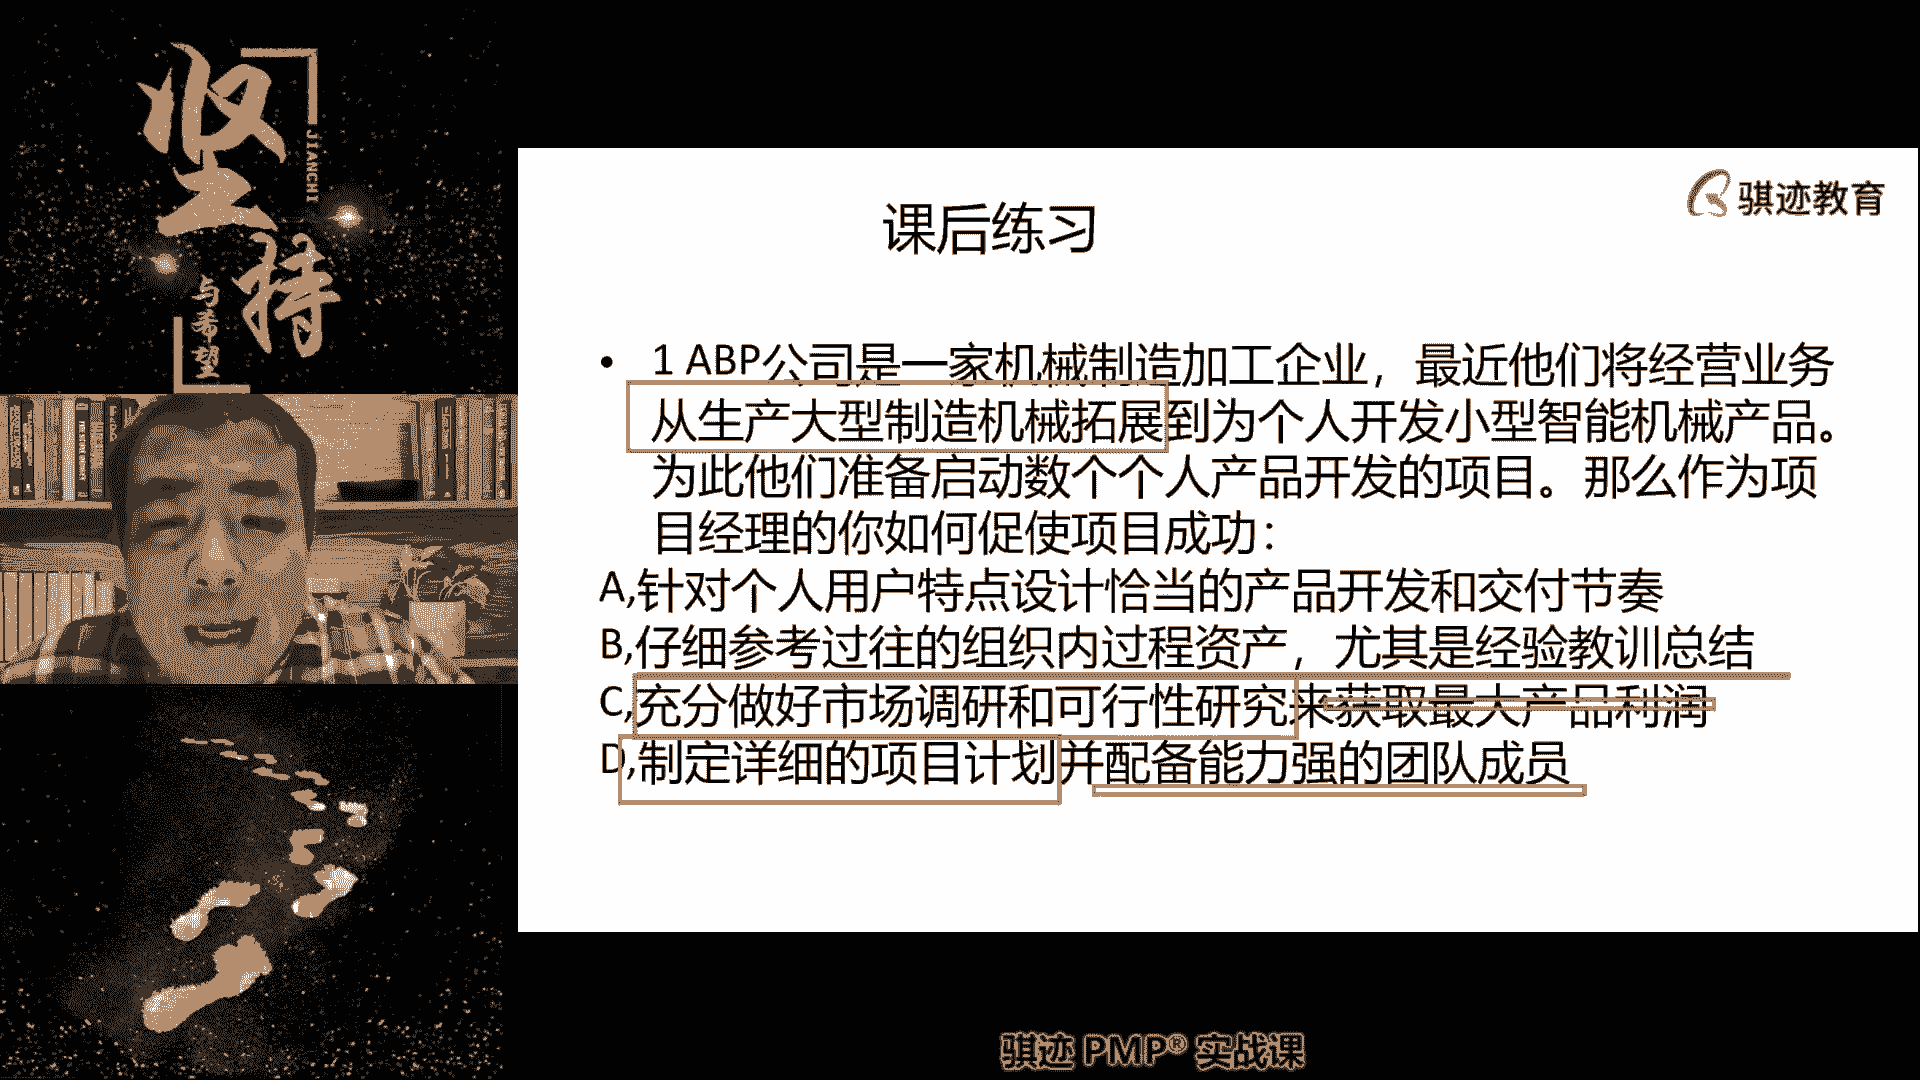 坚持
JIANCHI
与希望
骐迹教育
课后练习
• 1 ABP公司是一家机械制造加工企业，最近他们将经营业务
从生产大型制造机械拓展到为个人开发小型智能机械产品。
为此他们准备启动数个个人产品开发的项目。那么作为项
目经理的你如何促使项目成功：
A,针对个人用户特点设计恰当的产品开发和交付节奏
B,仔细参考过往的组织内过程资产，尤其是经验教训总结
C,充分做好市场调研和可行性研究来获取最大产品利润
D,制定详细的项目计划并配备能力强的团队成员
骐迹 PMP® 实战课